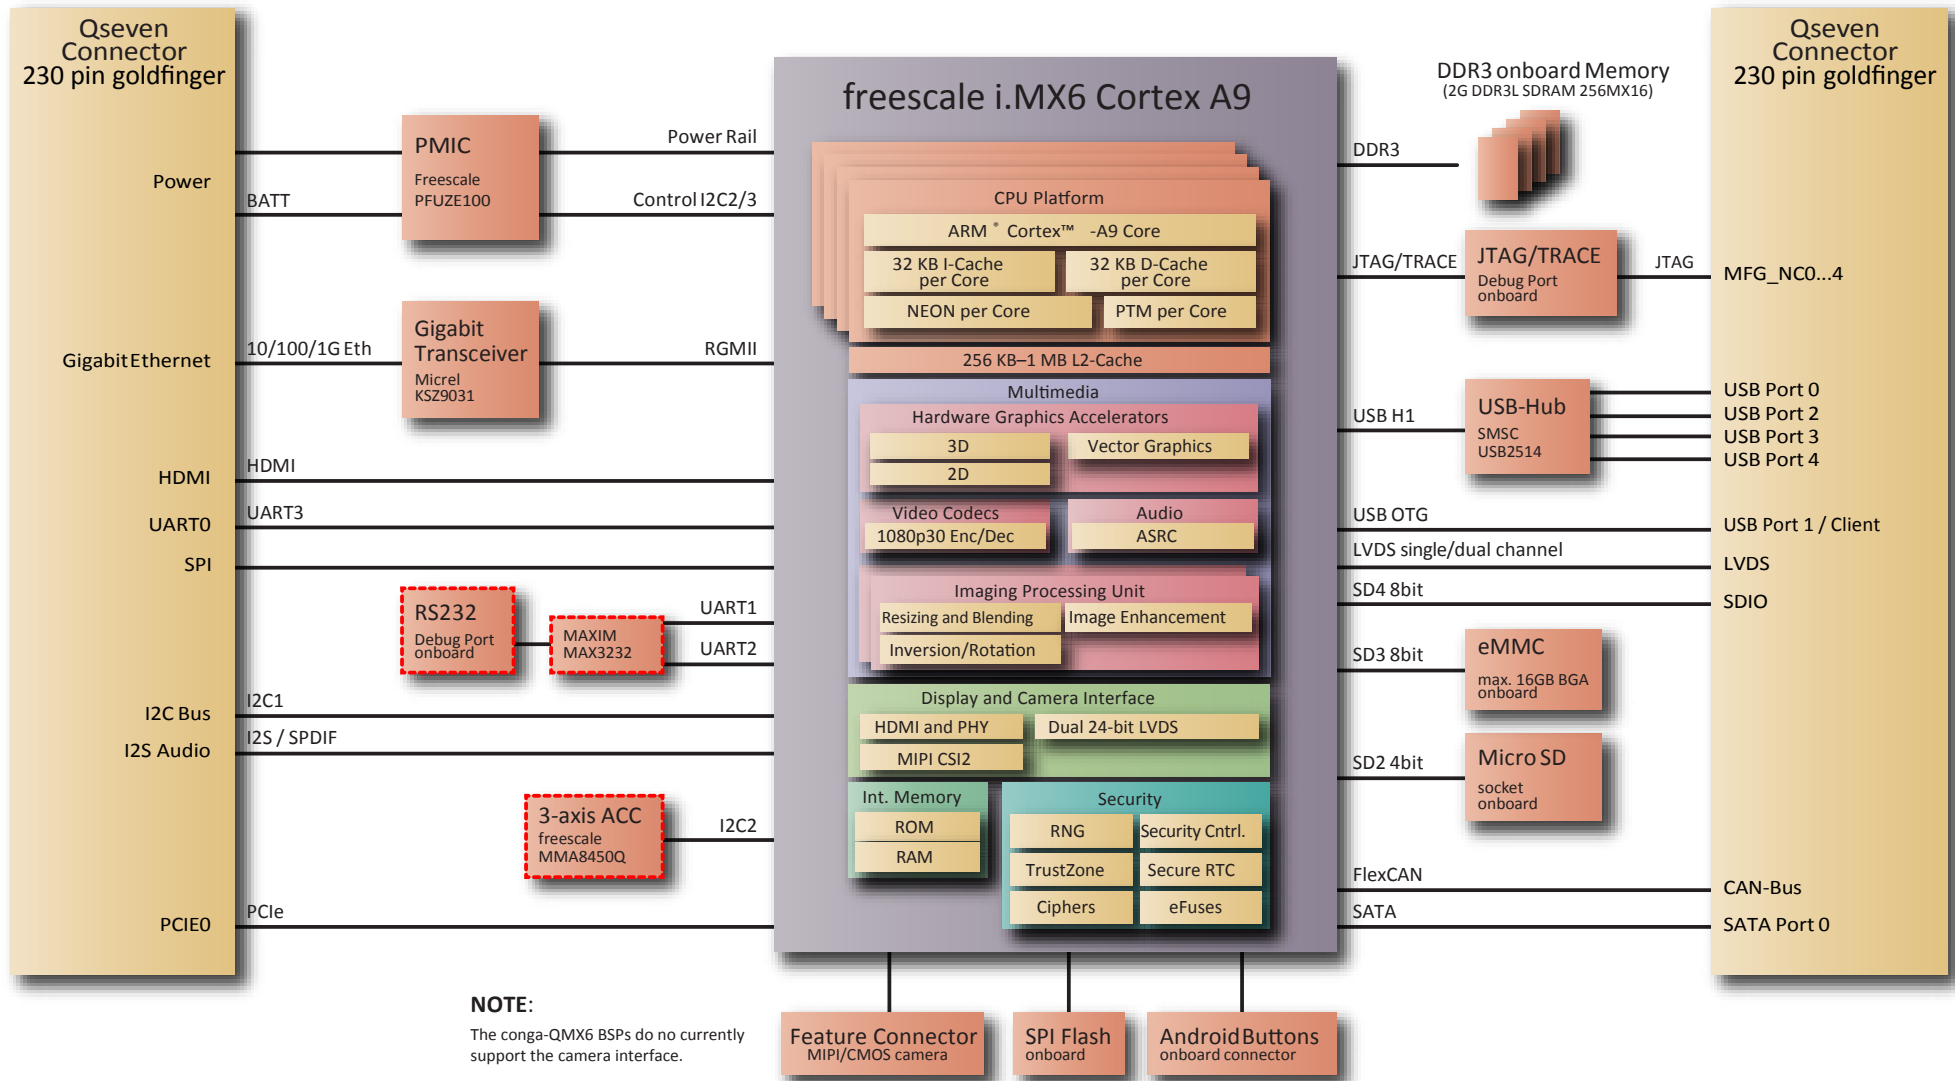 Qseven
Connector
230 pin goldfinger
Power
BATT
PMIC
Freescale
PFUZE100
Power Rail
Control I2C2/3
Gigabit Ethernet
10/100/1G Eth
Gigabit
Transceiver
Micrel
KSZ9031
RGMII
HDMI
HDMI
UART0
UART3
SPI
RS232
Debug Port
onboard
MAXIM
MAX3232
UART1
UART2
I2C Bus
I2C1
I2S Audio
I2S / SPDIF
3-axis ACC
freescale
MMA8450Q
I2C2
PCIE0
PCIe
freescale i.MX6 Cortex A9
CPU Platform
ARM ® Cortex™ -A9 Core
32 KB I-Cache
per Core
32 KB D-Cache
per Core
NEON per Core
PTM per Core
256 KB–1 MB L2-Cache
Multimedia
Hardware Graphics Accelerators
3D
Vector Graphics
2D
Video Codecs
1080p30 Enc/Dec
Audio
ASRC
Imaging Processing Unit
Resizing and Blending
Image Enhancement
Inversion/Rotation
Display and Camera Interface
HDMI and PHY
Dual 24-bit LVDS
MIPI CSI2
Int. Memory
ROM
RAM
Security
RNG
Security Cntrl.
TrustZone
Secure RTC
Ciphers
eFuses
DDR3 onboard Memory
(2G DDR3L SDRAM 256MX16)
DDR3
JTAG/TRACE
JTAG/TRACE
Debug Port
onboard
JTAG
MFG_NC0...4
USB H1
USB-Hub
SMSC
USB2514
USB Port 0
USB Port 2
USB Port 3
USB Port 4
USB OTG
USB Port 1 / Client
LVDS single/dual channel
LVDS
SD4 8bit
SDIO
SD3 8bit
eMMC
max. 16GB BGA
onboard
SD2 4bit
Micro SD
socket
onboard
FlexCAN
CAN-Bus
SATA
SATA Port 0
Qseven
Connector
230 pin goldfinger
NOTE:
The conga-QMX6 BSPs do no currently
support the camera interface.
Feature Connector
MIPI/CMOS camera
SPI Flash
onboard
Android Buttons
onboard connector